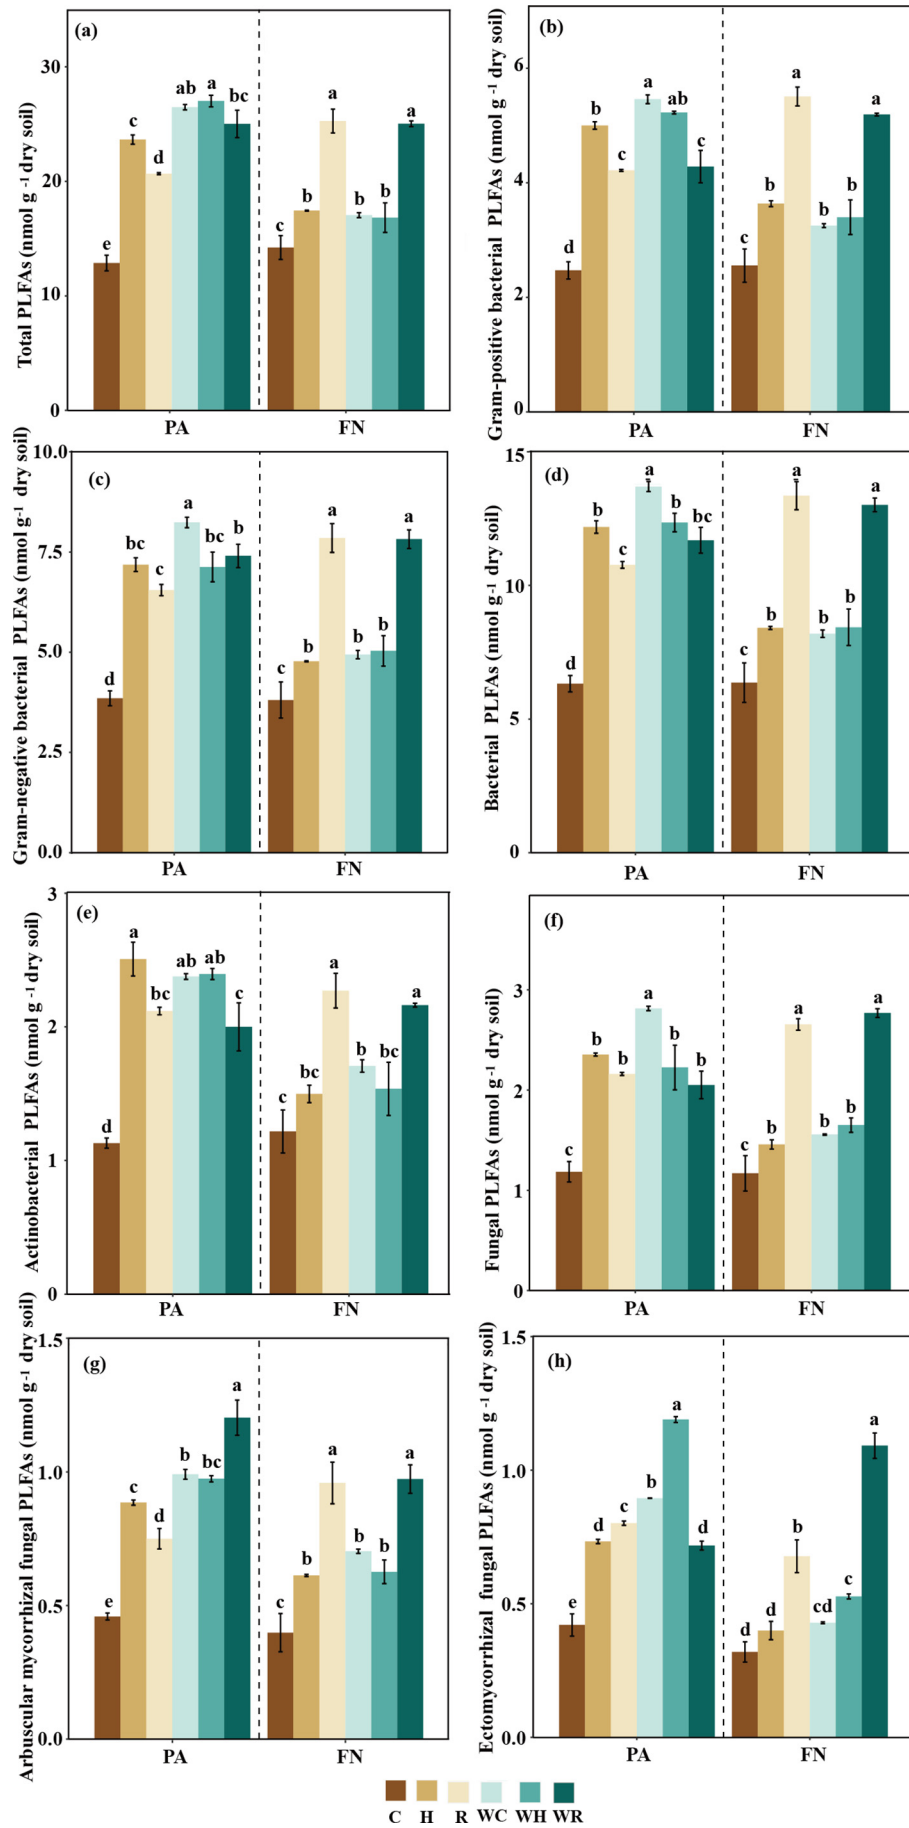 (a)
Total PLFAs (nmol g -1 dry soil)
30
20
10
0
e
c
d
ab
a
bc
c
b
a
b
b
a
PA
FN
(b)
Gram-positive bacterial PLFAs (nmol g -1 dry soil)
6
4
2
0
d
b
c
a
ab
c
c
b
a
b
b
a
PA
FN
(c)
Gram-negative bacterial PLFAs (nmol g-1 dry soil)
10.0
7.5
5.0
2.5
0.0
d
bc
c
a
bc
b
c
b
a
b
b
a
PA
FN
(d)
Bacterial PLFAs (nmol g-1 dry soil)
15
10
5
0
d
b
c
a
b
bc
c
b
a
b
b
a
PA
FN
(e)
Actinobacterial PLFAs (nmol g -1 dry soil)
3
2
1
0
d
a
bc
ab
ab
c
c
bc
a
b
bc
a
PA
FN
(f)
Fungal PLFAs (nmol g -1 dry soil)
3
2
1
0
c
b
b
a
b
b
c
b
a
b
b
a
PA
FN
(g)
Arbuscular mycorrhizal fungal PLFAs (nmol g -1 dry soil)
1.5
1.0
0.5
0.0
e
c
d
b
bc
a
c
b
a
b
b
a
PA
FN
(h)
Ectomycorrhizal fungal PLFAs (nmol g -1 dry soil)
1.5
1.0
0.5
0.0
e
d
c
b
a
d
d
d
b
cd
c
a
PA
FN
C H R WC WH WR